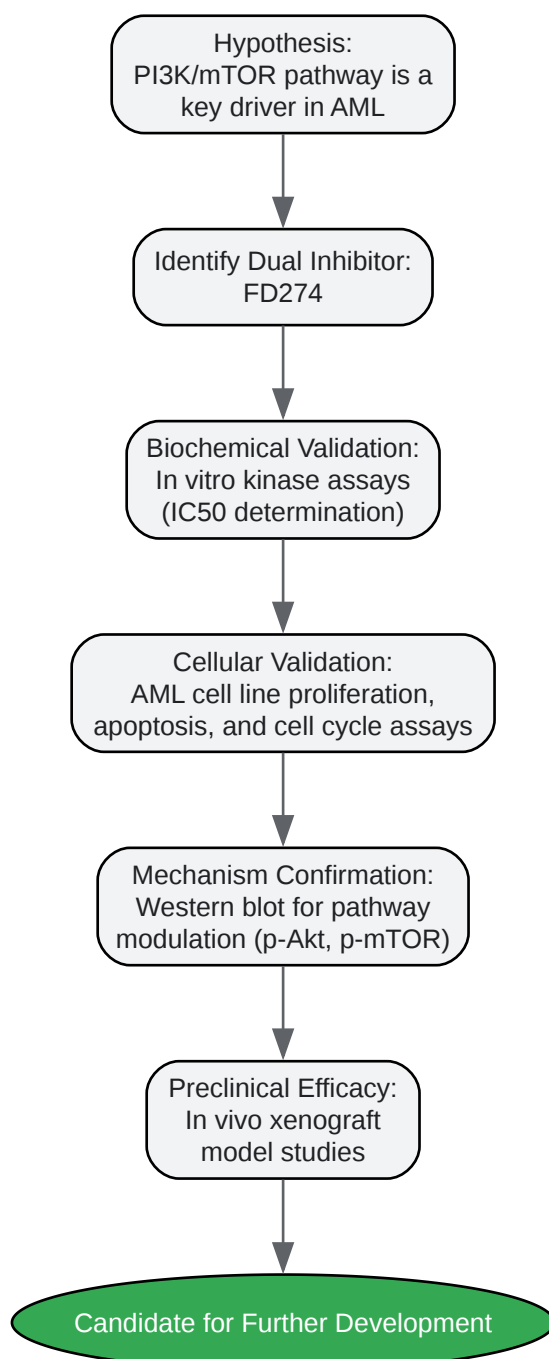 Hypothesis:
PI3K/mTOR pathway is a
key driver in AML
Identify Dual Inhibitor:
FD274
Biochemical Validation:
In vitro kinase assays
(IC50 determination)
Cellular Validation:
AML cell line proliferation,
apoptosis, and cell cycle assays
Mechanism Confirmation:
Western blot for pathway
modulation (p-Akt, p-mTOR)
Preclinical Efficacy:
In vivo xenograft
model studies
Candidate for Further Development